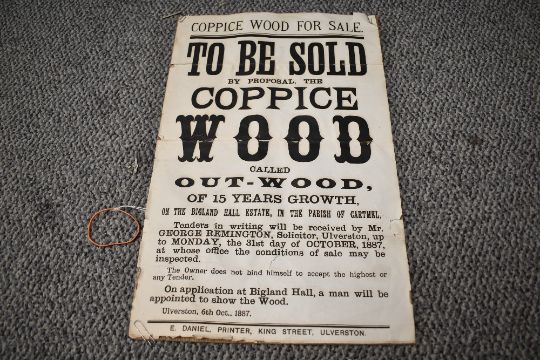 COPPICE WOOD FOR SALE.
TO BE SOLD
BY PROPOSAL, THE
COPPICE
WOOD
CALLED
OUT-WOOD,
OF 15 YEARS GROWTH,
ON THE BIGLAND HALL ESTATE, IN THE PARISH OF CARTMEL.
Tenders in writing will be received by Mr.
GEORGE REMINGTON, Solicitor, Ulverston, up
to MONDAY, the 31st day of OCTOBER, 1887,
at whose office the conditions of sale may be
inspected.
The Owner does not bind himself to accept the highest or
any Tender.
On application at Bigland Hall, a man will be
appointed to show the Wood.
Ulverston, 6th Oct., 1887.
E. DANIEL, PRINTER, KING STREET, ULVERSTON.